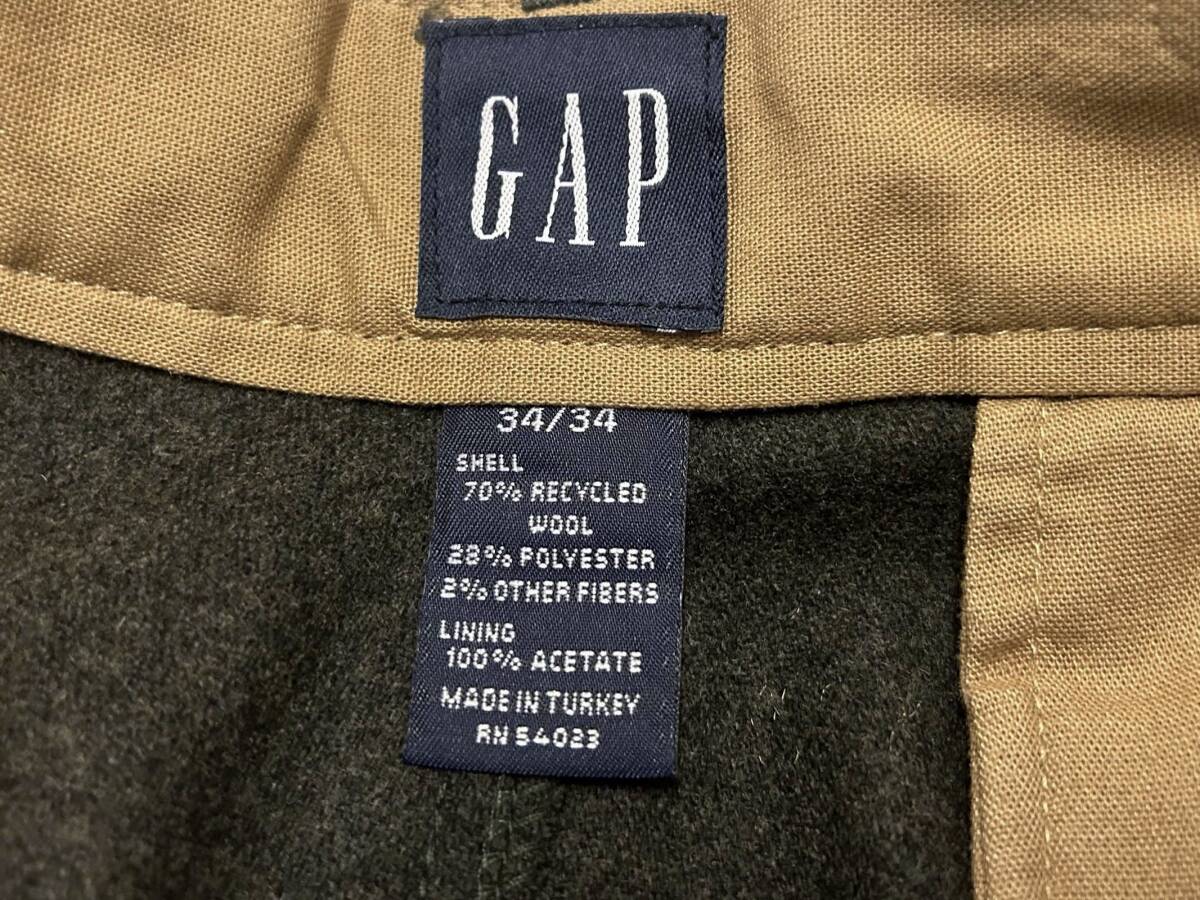 GAP
34/34
SHELL
70% RECYCLED
WOOL
28% POLYESTER
2% OTHER FIBERS
LINING
100% ACETATE
MADE IN TURKEY
RN 54023